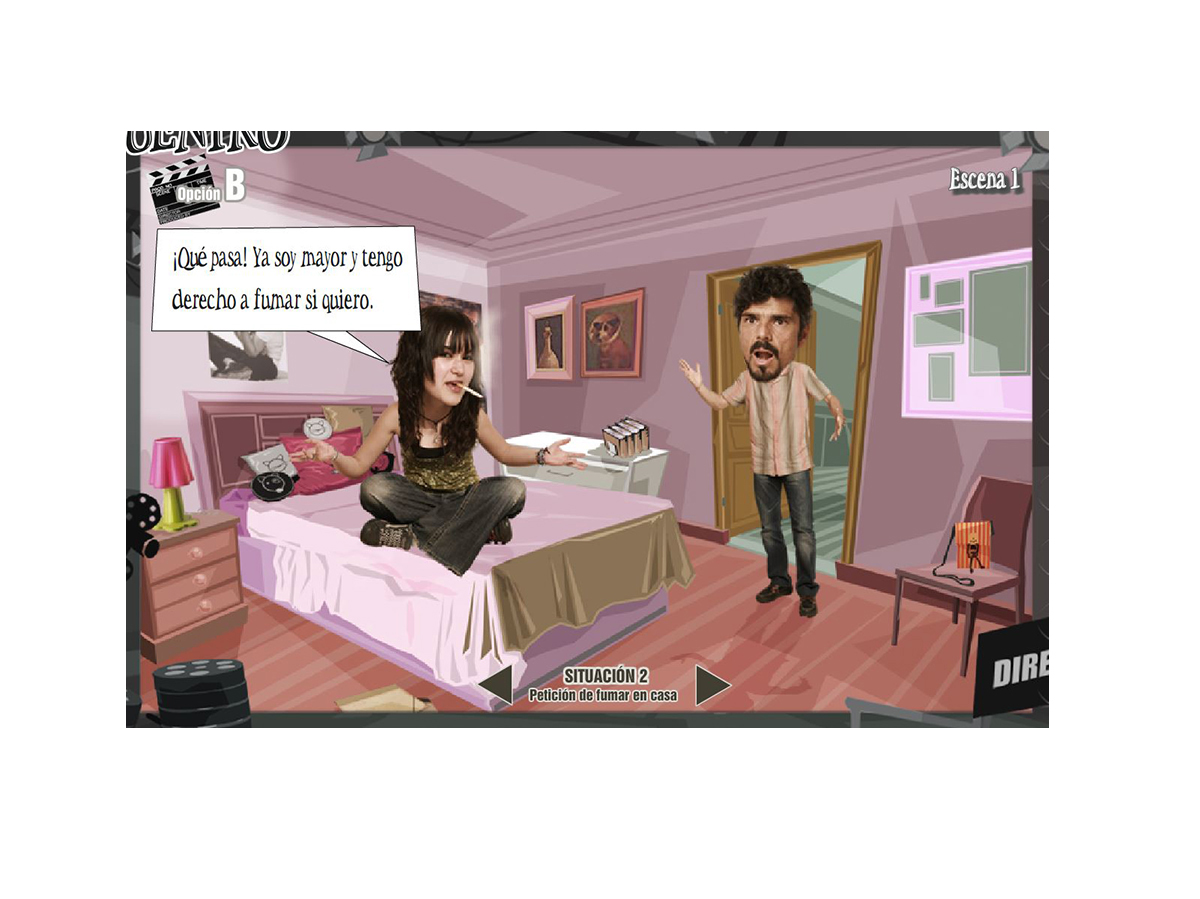 Opción B
Escena 1
¡Qué pasa! Ya soy mayor y tengo
derecho a fumar si quiero.
SITUACIÓN 2
Petición de fumar en casa
DIRE